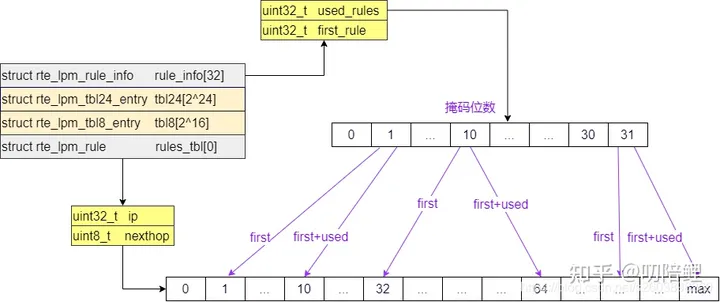 uint32_t used_rules
uint32_t first_rule
struct rte_lpm_rule_info rule_info[32]
struct rte_lpm_tbl24_entry tbl24[2^24]
struct rte_lpm_tbl8_entry tbl8[2^16]
struct rte_lpm_rule rules_tbl[0]
掩码位数
0 1 ... 10 ... ... 30 31
uint32_t ip
uint8_t nexthop
first first+used first first+used first first+used
0 1 ... 10 ... 32 ... ... ... 64 ... ... ... max
知乎 @叨陪鲤